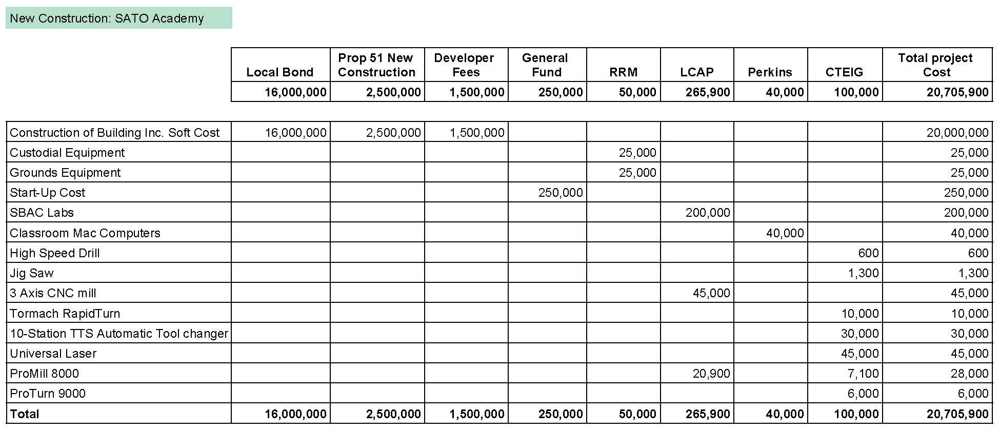 New Construction: SATO Academy
Local Bond Prop 51 New Construction Developer Fees General Fund RRM LCAP Perkins CTEIG Total project Cost
16,000,000 2,500,000 1,500,000 250,000 50,000 265,900 40,000 100,000 20,705,900
Construction of Building Inc. Soft Cost 16,000,000 2,500,000 1,500,000 20,000,000
Custodial Equipment 25,000 25,000
Grounds Equipment 25,000 25,000
Start-Up Cost 250,000 250,000
SBAC Labs 200,000 200,000
Classroom Mac Computers 40,000 40,000
High Speed Drill 600 600
Jig Saw 1,300 1,300
3 Axis CNC mill 45,000 45,000
Tormach RapidTurn 10,000 10,000
10-Station TTS Automatic Tool changer 30,000 30,000
Universal Laser 45,000 45,000
ProMill 8000 20,900 7,100 28,000
ProTurn 9000 6,000 6,000
Total 16,000,000 2,500,000 1,500,000 250,000 50,000 265,900 40,000 100,000 20,705,900